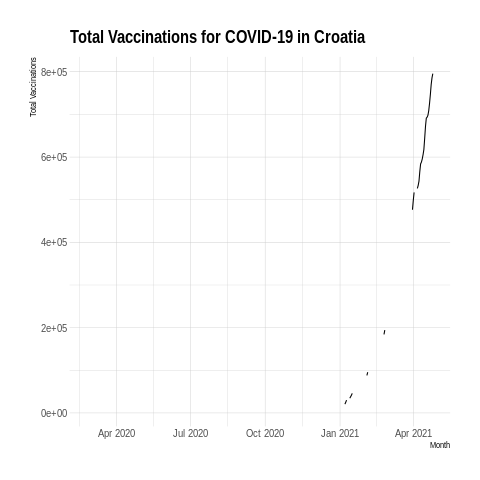 Total Vaccinations for COVID-19 in Croatia
Total Vaccinations
8e+05
6e+05
4e+05
2e+05
0e+00
Apr 2020 Jul 2020 Oct 2020 Jan 2021 Apr 2021
Month